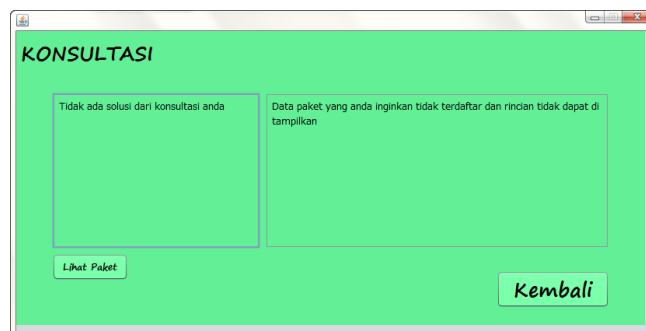 KONSULTASI
Tidak ada solusi dari konsultasi anda
Data paket yang anda inginkan tidak terdaftar dan rincian tidak dapat di
tampilkan
Lihat Paket
Kembali